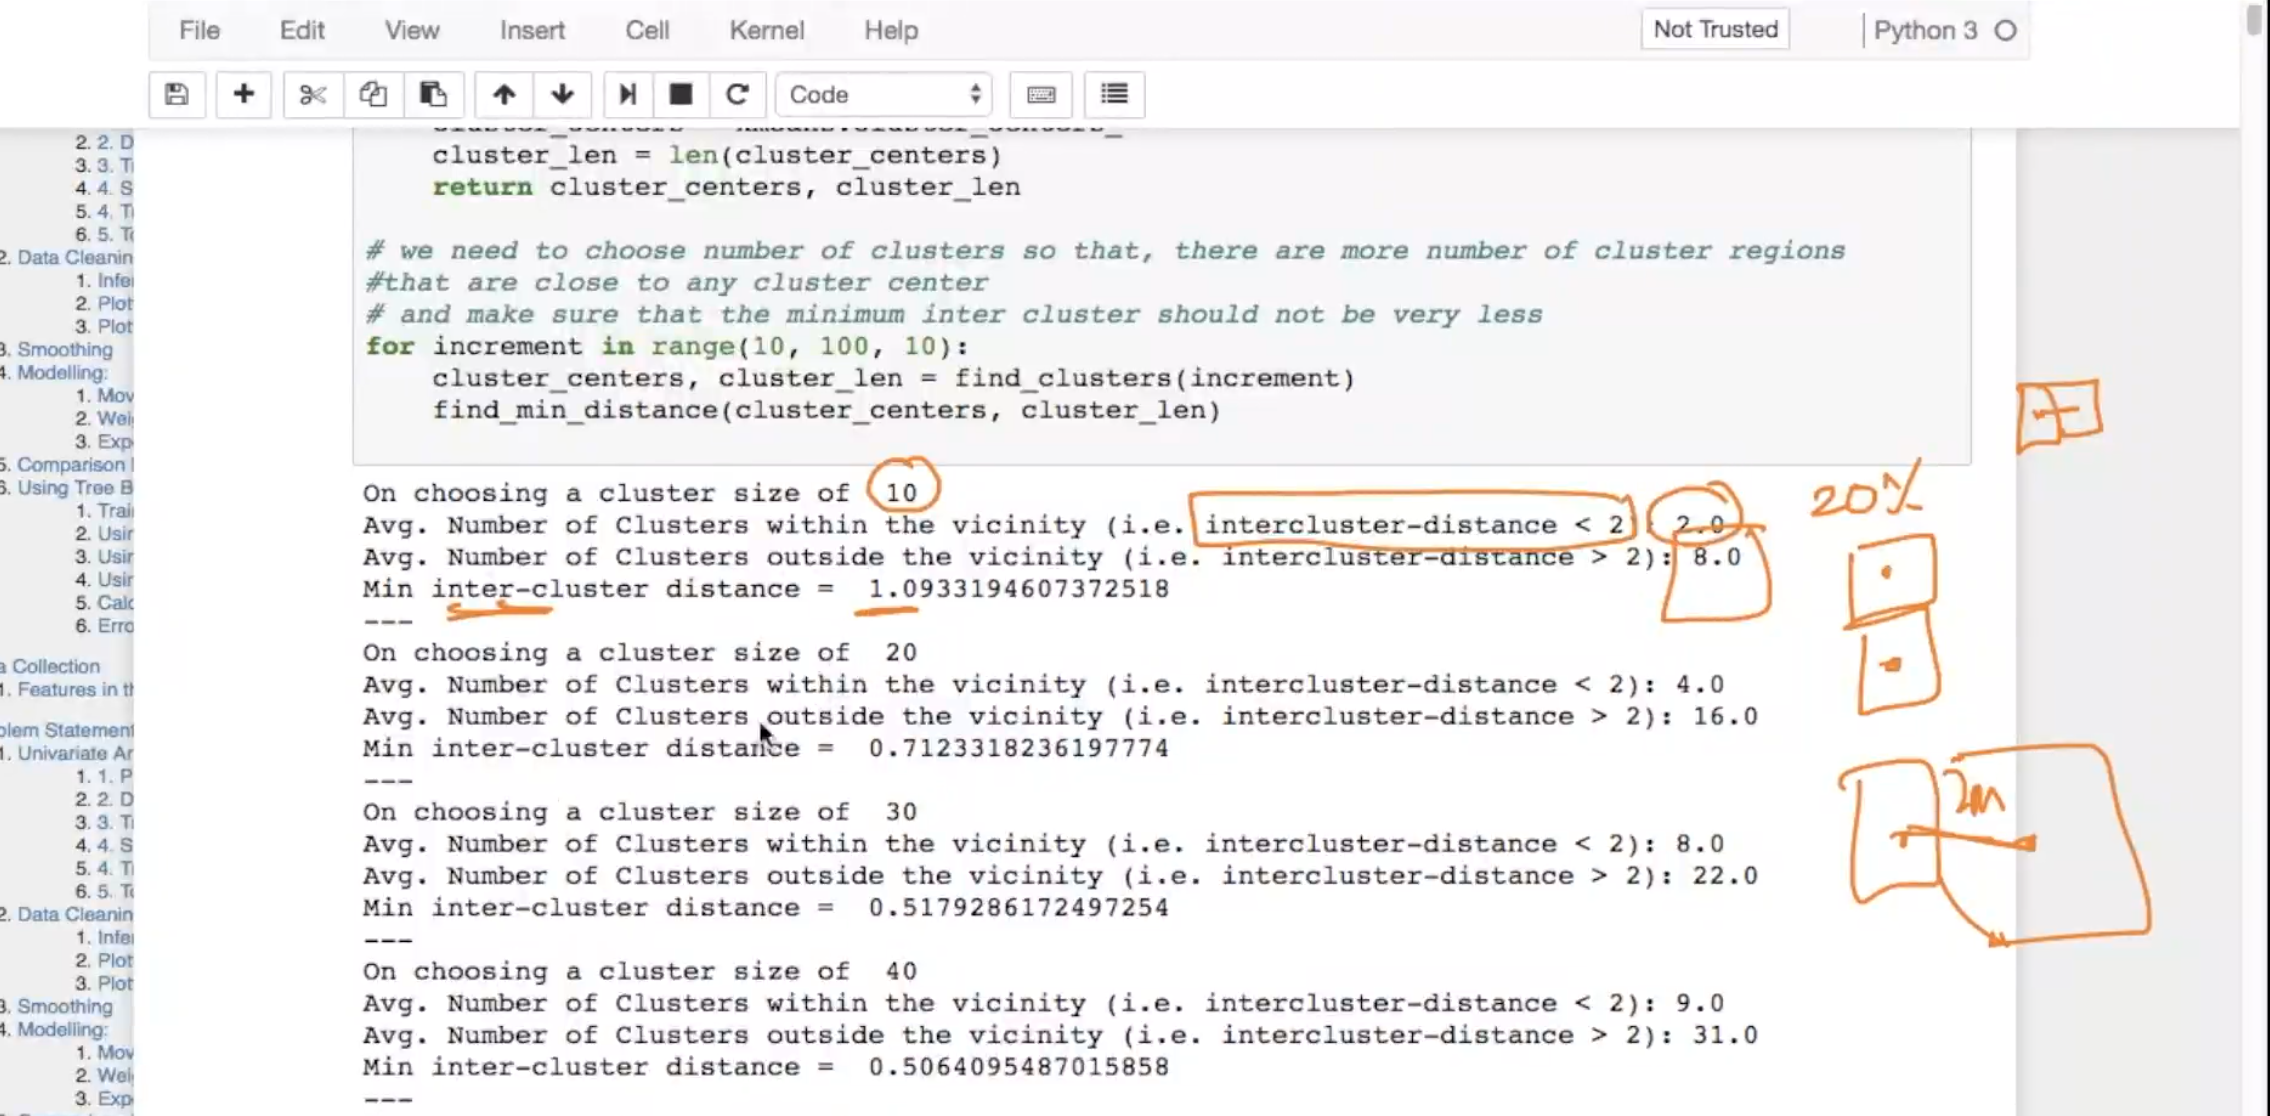 File Edit View Insert Cell Kernel Help Not Trusted Python 3
Code
2. 2. D
3. 3. T
4. 4. S
5. 4. T
6. 5. To
2. Data Cleanin
1. Infe
2. Plot
3. Plot
3. Smoothing
4. Modelling:
1. Mov
2. Wei
3. Exp
5. Comparison
6. Using Tree B
1. Trai
2. Usin
3. Usin
4. Usin
5. Calc
6. Erro
a Collection
1. Features in th
blem Statement
1. Univariate An
1. 1. P
2. 2. D
3. 3. T
4. 4. S
5. 4. T
6. 5. To
2. Data Cleanin
1. Infe
2. Plot
3. Plot
3. Smoothing
4. Modelling:
1. Mov
2. Wei
3. Exp
cluster_len = len(cluster_centers)
return cluster_centers, cluster_len
# we need to choose number of clusters so that, there are more number of cluster regions
#that are close to any cluster center
# and make sure that the minimum inter cluster should not be very less
for increment in range(10, 100, 10):
cluster_centers, cluster_len = find_clusters(increment)
find_min_distance(cluster_centers, cluster_len)
On choosing a cluster size of 10
Avg. Number of Clusters within the vicinity (i.e. intercluster-distance < 2): 2.0
Avg. Number of Clusters outside the vicinity (i.e. intercluster-distance > 2): 8.0
Min inter-cluster distance = 1.0933194607372518
---
On choosing a cluster size of 20
Avg. Number of Clusters within the vicinity (i.e. intercluster-distance < 2): 4.0
Avg. Number of Clusters outside the vicinity (i.e. intercluster-distance > 2): 16.0
Min inter-cluster distance = 0.7123318236197774
---
On choosing a cluster size of 30
Avg. Number of Clusters within the vicinity (i.e. intercluster-distance < 2): 8.0
Avg. Number of Clusters outside the vicinity (i.e. intercluster-distance > 2): 22.0
Min inter-cluster distance = 0.5179286172497254
---
On choosing a cluster size of 40
Avg. Number of Clusters within the vicinity (i.e. intercluster-distance < 2): 9.0
Avg. Number of Clusters outside the vicinity (i.e. intercluster-distance > 2): 31.0
Min inter-cluster distance = 0.5064095487015858
---
20%
2m